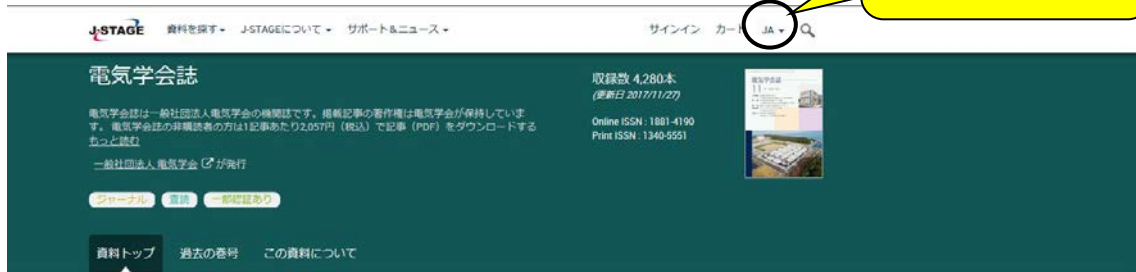 J-STAGE 資料を探す J-STAGEについて サポート&ニュース サインイン カート JA
電気学会誌
電気学会誌は一般社団法人電気学会の機関誌です。掲載記事の著作権は電気学会が保持していま
す。 電気学会誌の非購読者の方は1記事あたり2,057円（税込）で記事（PDF）をダウンロードする
もっと読む
一般社団法人 電気学会 が発行
ジャーナル 査読 一部認証あり
収録数 4,280本
(更新日 2017/11/27)
Online ISSN : 1881-4190
Print ISSN : 1340-5551
電気学会誌
11
資料トップ 過去の巻号 この資料について